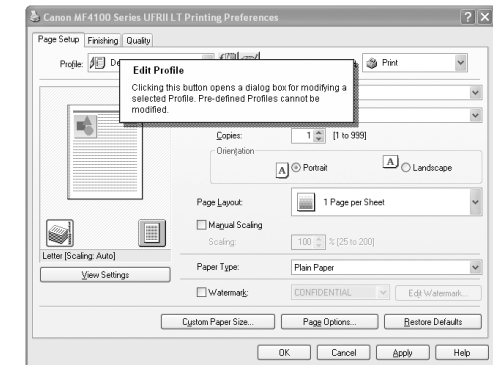 Canon MF4100 Series UFRII LT Printing Preferences
Page Setup Finishing Quality
Profile: De Print
Edit Profile
Clicking this button opens a dialog box for modifying a
selected Profile. Pre-defined Profiles cannot be
modified.
Copies: 1 [1 to 999]
Orientation
A Portrait A Landscape
Page Layout: 1 Page per Sheet
Manual Scaling
Scaling: 100 % [25 to 200]
Letter [Scaling: Auto]
View Settings
Paper Type: Plain Paper
Watermark: CONFIDENTIAL Edit Watermark...
Custom Paper Size... Page Options... Restore Defaults
OK Cancel Apply Help